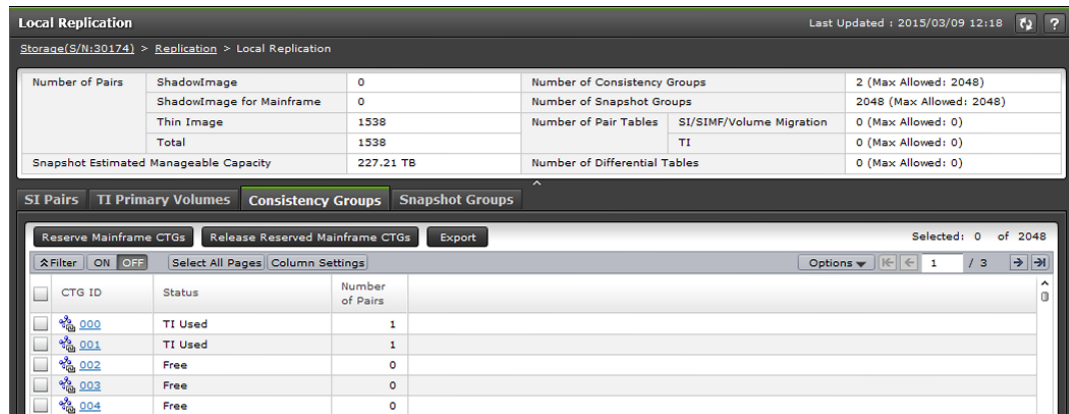 Local Replication Last Updated : 2015/03/09 12:18 ?
Storage(S/N:30174) > Replication > Local Replication
Number of Pairs ShadowImage 0 Number of Consistency Groups 2 (Max Allowed: 2048)
ShadowImage for Mainframe 0 Number of Snapshot Groups 2048 (Max Allowed: 2048)
Thin Image 1538 Number of Pair Tables SI/SIMF/Volume Migration 0 (Max Allowed: 0)
Total 1538 TI 0 (Max Allowed: 0)
Snapshot Estimated Manageable Capacity 227.21 TB Number of Differential Tables 0 (Max Allowed: 0)
SI Pairs TI Primary Volumes Consistency Groups Snapshot Groups
Reserve Mainframe CTGs Release Reserved Mainframe CTGs Export Selected: 0 of 2048
Filter ON OFF Select All Pages Column Settings Options 1 / 3
CTG ID Status Number
of Pairs
000 TI Used 1
001 TI Used 1
002 Free 0
003 Free 0
004 Free 0